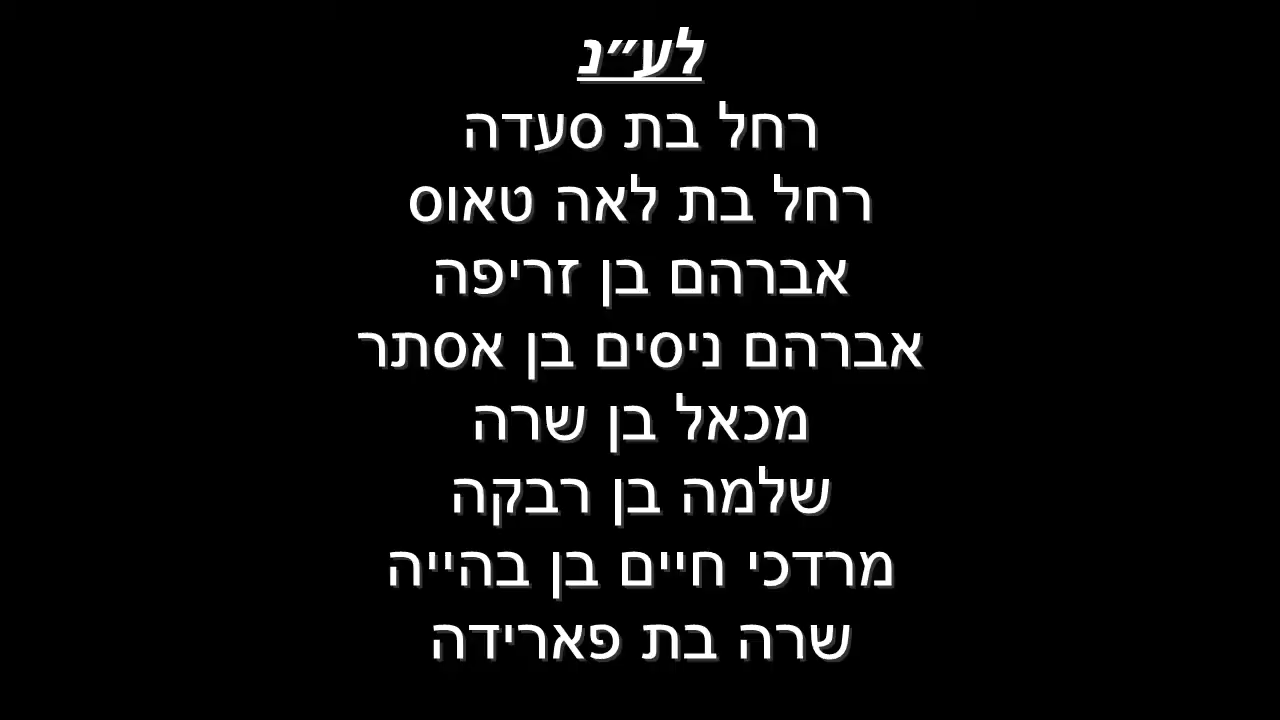 לע״נ
רחל בת סעדה
רחל בת לאה טאוס
אברהם בן זריפה
אברהם ניסים בן אסתר
מכאל בן שרה
שלמה בן רבקה
מרדכי חיים בן בהייה
שרה בת פארידה